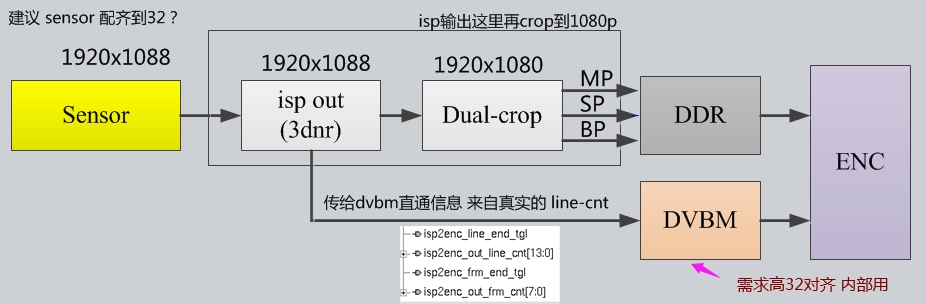 建议 sensor 配齐到32？
isp输出这里再crop到1080p
1920x1088
1920x1088
1920x1080
Sensor
isp out
(3dnr)
Dual-crop
MP
SP
BP
DDR
ENC
传给dvbm直通信息 来自真实的 line-cnt
DVBM
isp2enc_line_end_tgl
isp2enc_out_line_cnt[13:0]
isp2enc_frm_end_tgl
isp2enc_out_frm_cnt[7:0]
需求高32对齐 内部用